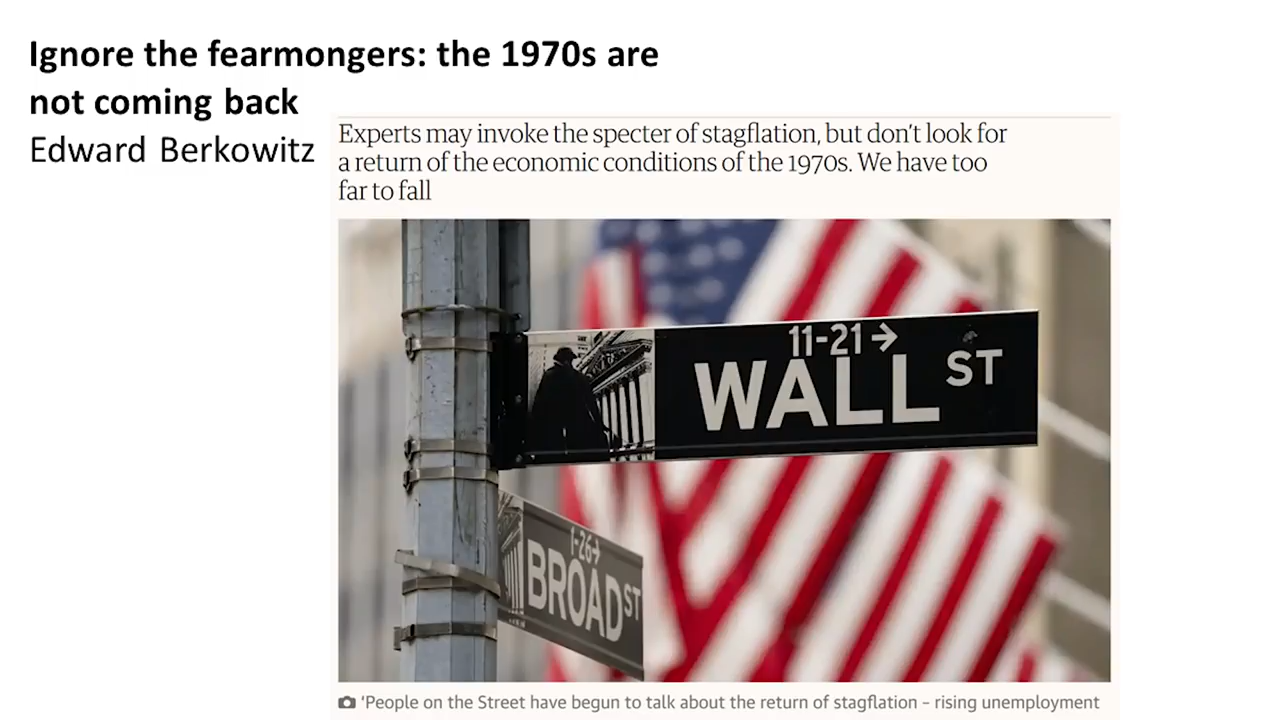 Ignore the fearmongers: the 1970s are
not coming back
Edward Berkowitz
Experts may invoke the specter of stagflation, but don't look for
a return of the economic conditions of the 1970s. We have too
far to fall
11-21→
WALL ST
1-26→
BROAD ST
‘People on the Street have begun to talk about the return of stagflation – rising unemployment